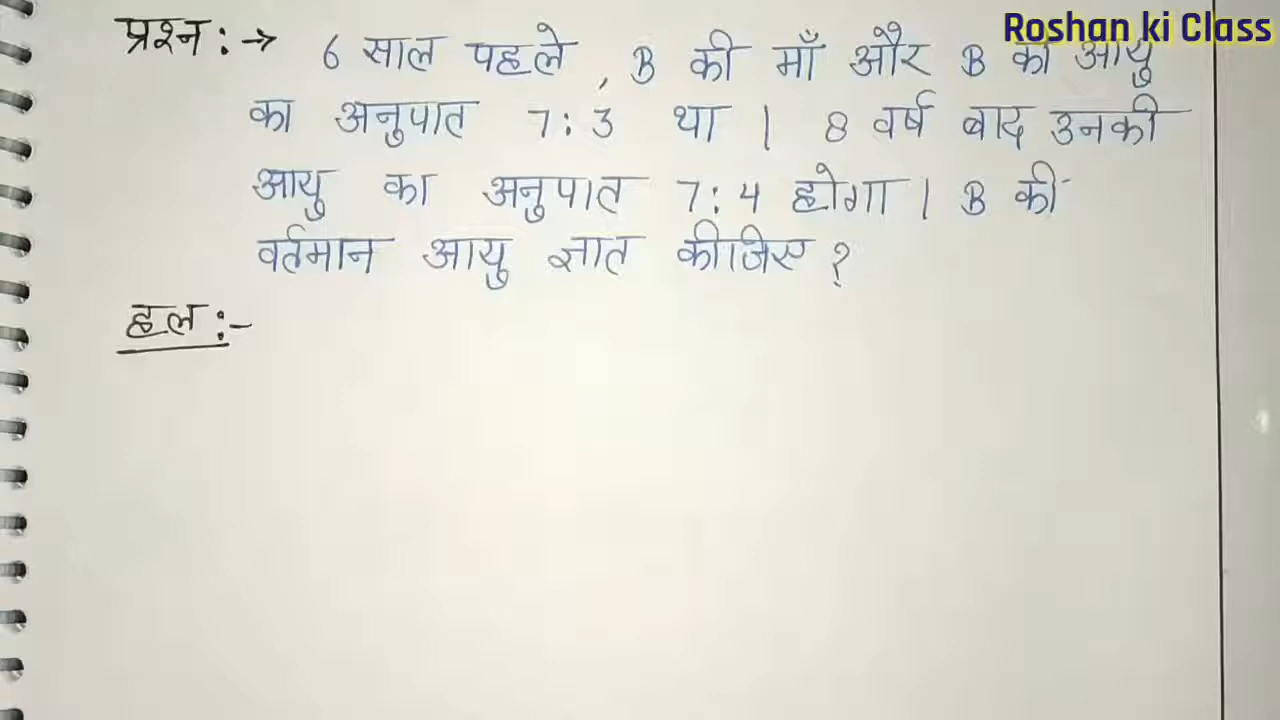 Roshan ki Class
प्रश्न :→ 6 साल पहले , B की माँ और B की आयु
का अनुपात 7:3 था | 8 वर्ष बाद उनकी
आयु का अनुपात 7:4 होगा | B की
वर्तमान आयु ज्ञात कीजिए ?
हल :-